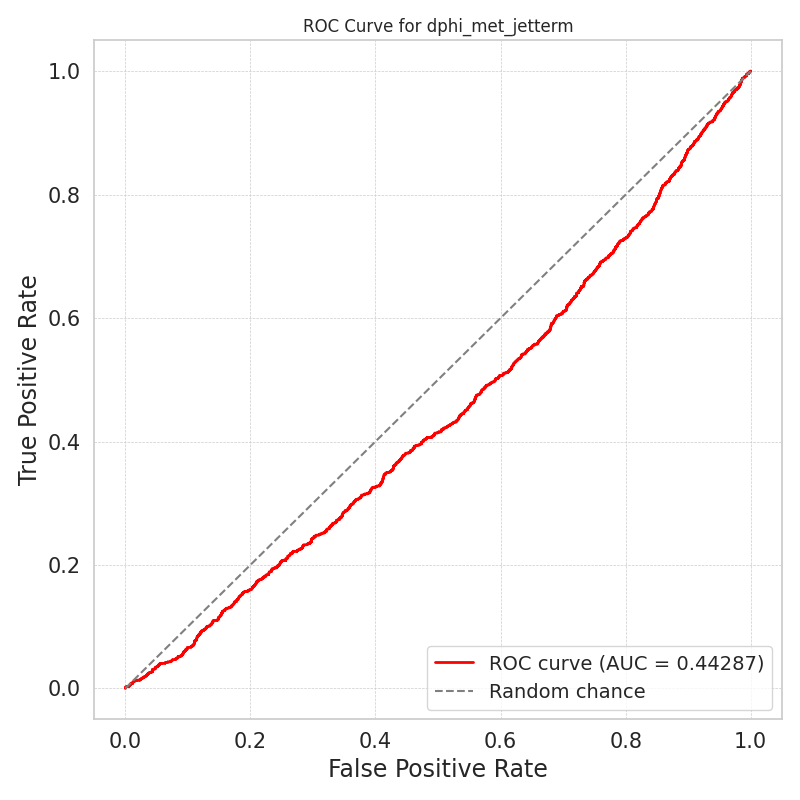 ROC Curve for dphi_met_jetterm
1.0
0.8
0.6
0.4
0.2
0.0
True Positive Rate
ROC curve (AUC = 0.44287)
Random chance
0.0 0.2 0.4 0.6 0.8 1.0
False Positive Rate